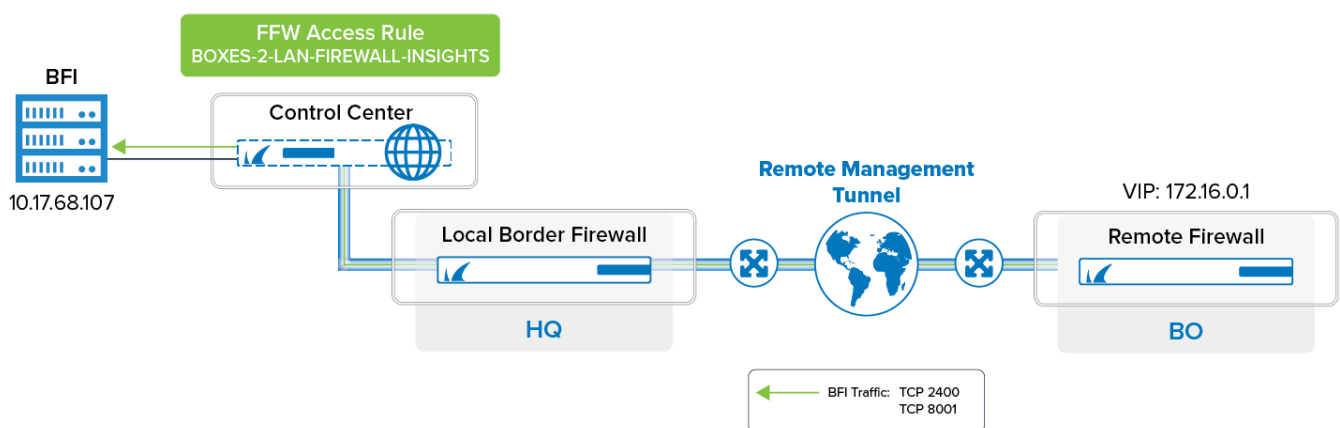 FFW Access Rule
BOXES-2-LAN-FIREWALL-INSIGHTS
BFI
Control Center
10.17.68.107
Remote Management
Tunnel
VIP: 172.16.0.1
Local Border Firewall
Remote Firewall
HQ
BO
BFI Traffic: TCP 2400
TCP 8001